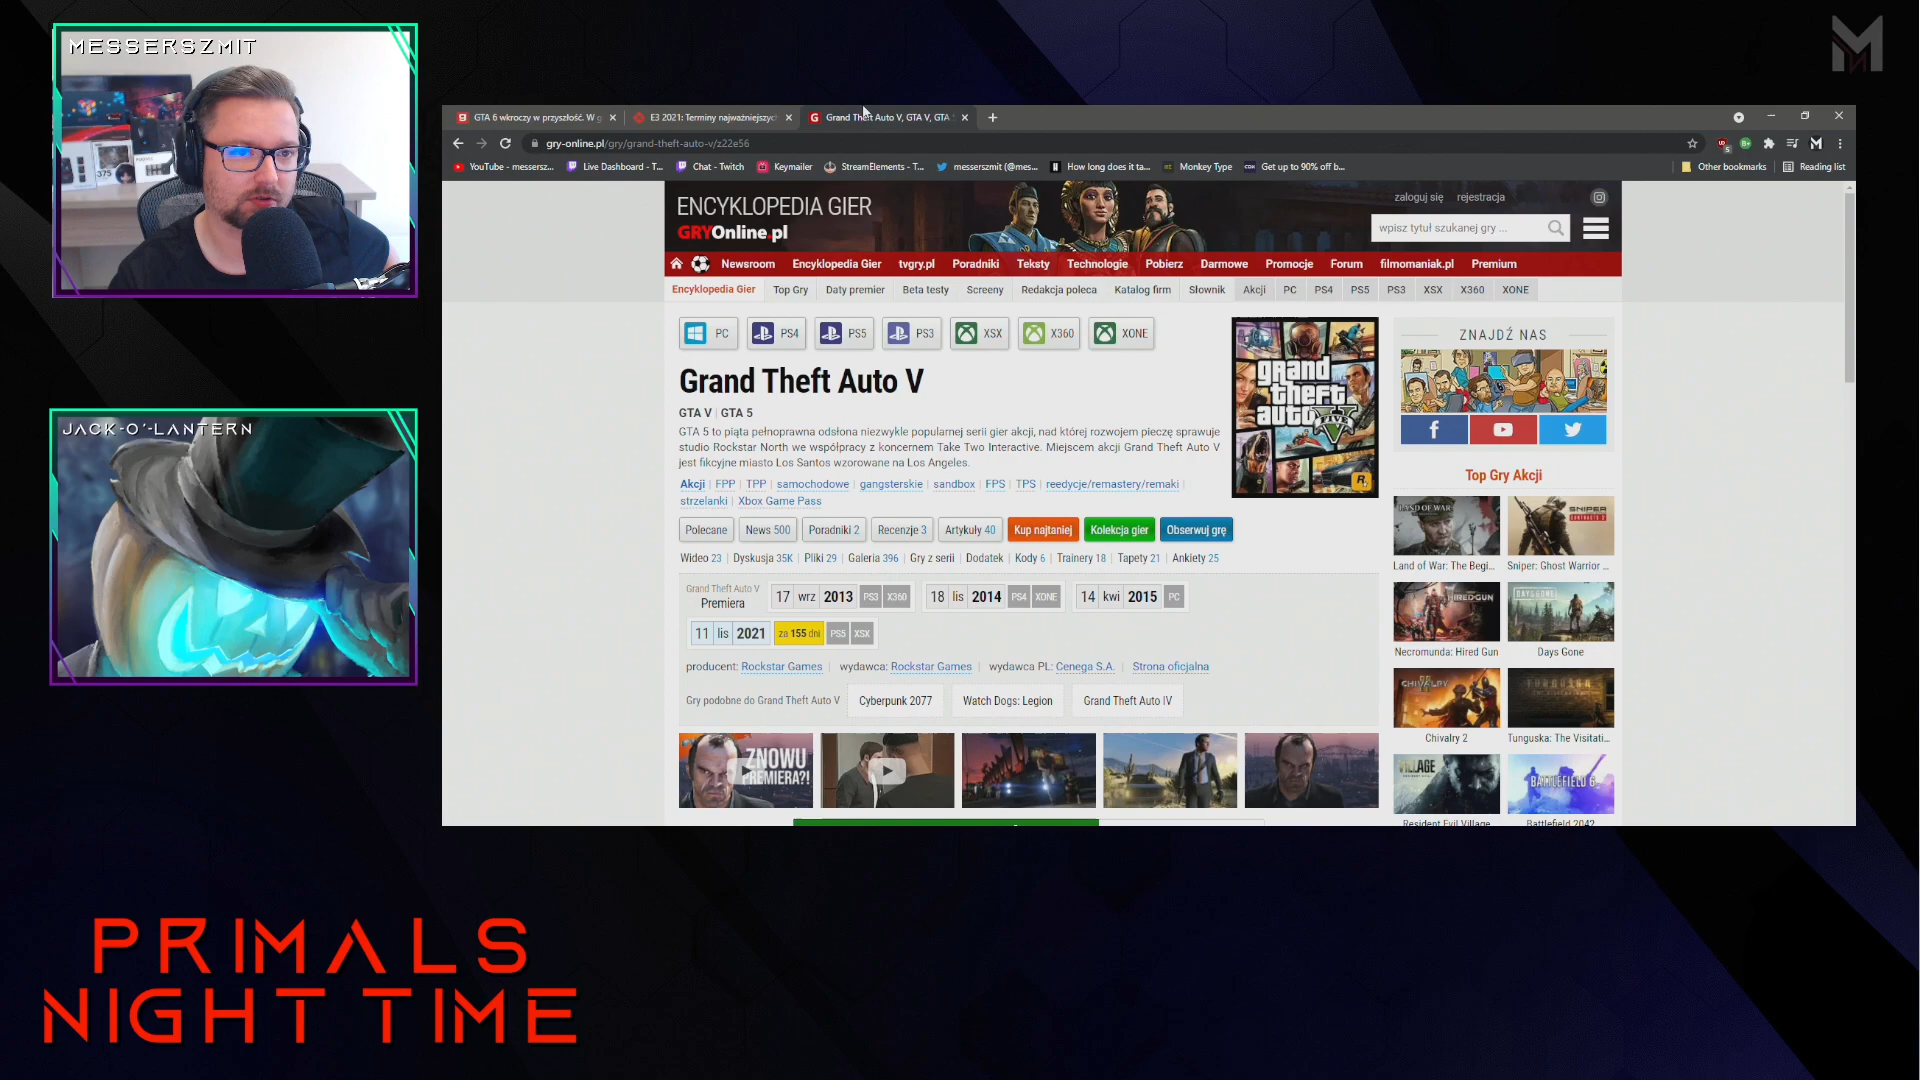 MESSERSZMIT
JACK-O'-LANTERN
PRIMALS
NIGHT TIME
GTA 6 wkroczy w przyszłość. W g
E3 2021: Terminy najważniejszych
Grand Theft Auto V, GTA V, GTA
gry-online.pl/gry/grand-theft-auto-v/z22e56
YouTube - messersz...
Live Dashboard - T...
Chat - Twitch
Keymailer
StreamElements - T...
messerszmit (@mes...
How long does it ta...
Monkey Type
Get up to 90% off b...
Other bookmarks
Reading list
ENCYKLOPEDIA GIER
GRYOnline.pl
zaloguj się rejestracja
wpisz tytuł szukanej gry ...
Newsroom Encyklopedia Gier tvgry.pl Poradniki Teksty Technologie Pobierz Darmowe Promocje Forum filmomaniak.pl Premium
Encyklopedia Gier Top Gry Daty premier Beta testy Screeny Redakcja poleca Katalog firm Słownik Akcji PC PS4 PS5 PS3 XSX X360 XONE
PC PS4 PS5 PS3 XSX X360 XONE
Grand Theft Auto V
GTA V | GTA 5
GTA 5 to piąta pełnoprawna odsłona niezwykle popularnej serii gier akcji, nad której rozwojem pieczę sprawuje
studio Rockstar North we współpracy z koncernem Take Two Interactive. Miejscem akcji Grand Theft Auto V
jest fikcyjne miasto Los Santos wzorowane na Los Angeles.
Akcji | FPP | TPP | samochodowe | gangsterskie | sandbox | FPS | TPS | reedycje/remastery/remaki |
strzelanki | Xbox Game Pass
Polecane News 500 Poradniki 2 Recenzje 3 Artykuły 40 Kup najtaniej Kolekcja gier Obserwuj grę
Wideo 23 | Dyskusja 35K | Pliki 29 | Galeria 396 | Gry z serii | Dodatek | Kody 6 | Trainery 18 | Tapety 21 | Ankiety 25
Grand Theft Auto V
Premiera
17 wrz 2013 PS3 X360
18 lis 2014 PS4 XONE
14 kwi 2015 PC
11 lis 2021 za 155 dni PS5 XSX
producent: Rockstar Games | wydawca: Rockstar Games | wydawca PL: Cenega S.A. | Strona oficjalna
Gry podobne do Grand Theft Auto V Cyberpunk 2077 Watch Dogs: Legion Grand Theft Auto IV
ZNOWU
PREMIERA?!
grand
theft
auto
FIVE
ZNAJDŹ NAS
Top Gry Akcji
Land of War: The Begi...
Sniper: Ghost Warrior ...
Necromunda: Hired Gun
DAYS GONE
Days Gone
CHIVALRY
Chivalry 2
Tunguska: The Visitati...
VILLAGE
Resident Evil Village
Battlefield 2042